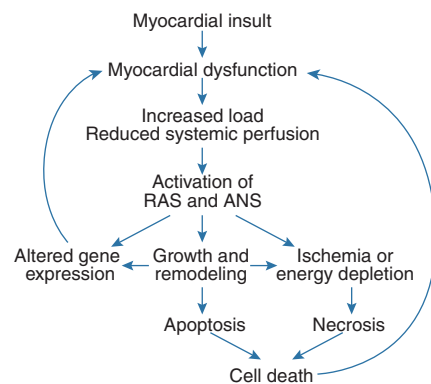 Myocardial insult
Myocardial dysfunction
Increased load
Reduced systemic perfusion
Activation of
RAS and ANS
Altered gene
expression
Growth and
remodeling
Ischemia or
energy depletion
Apoptosis
Necrosis
Cell death